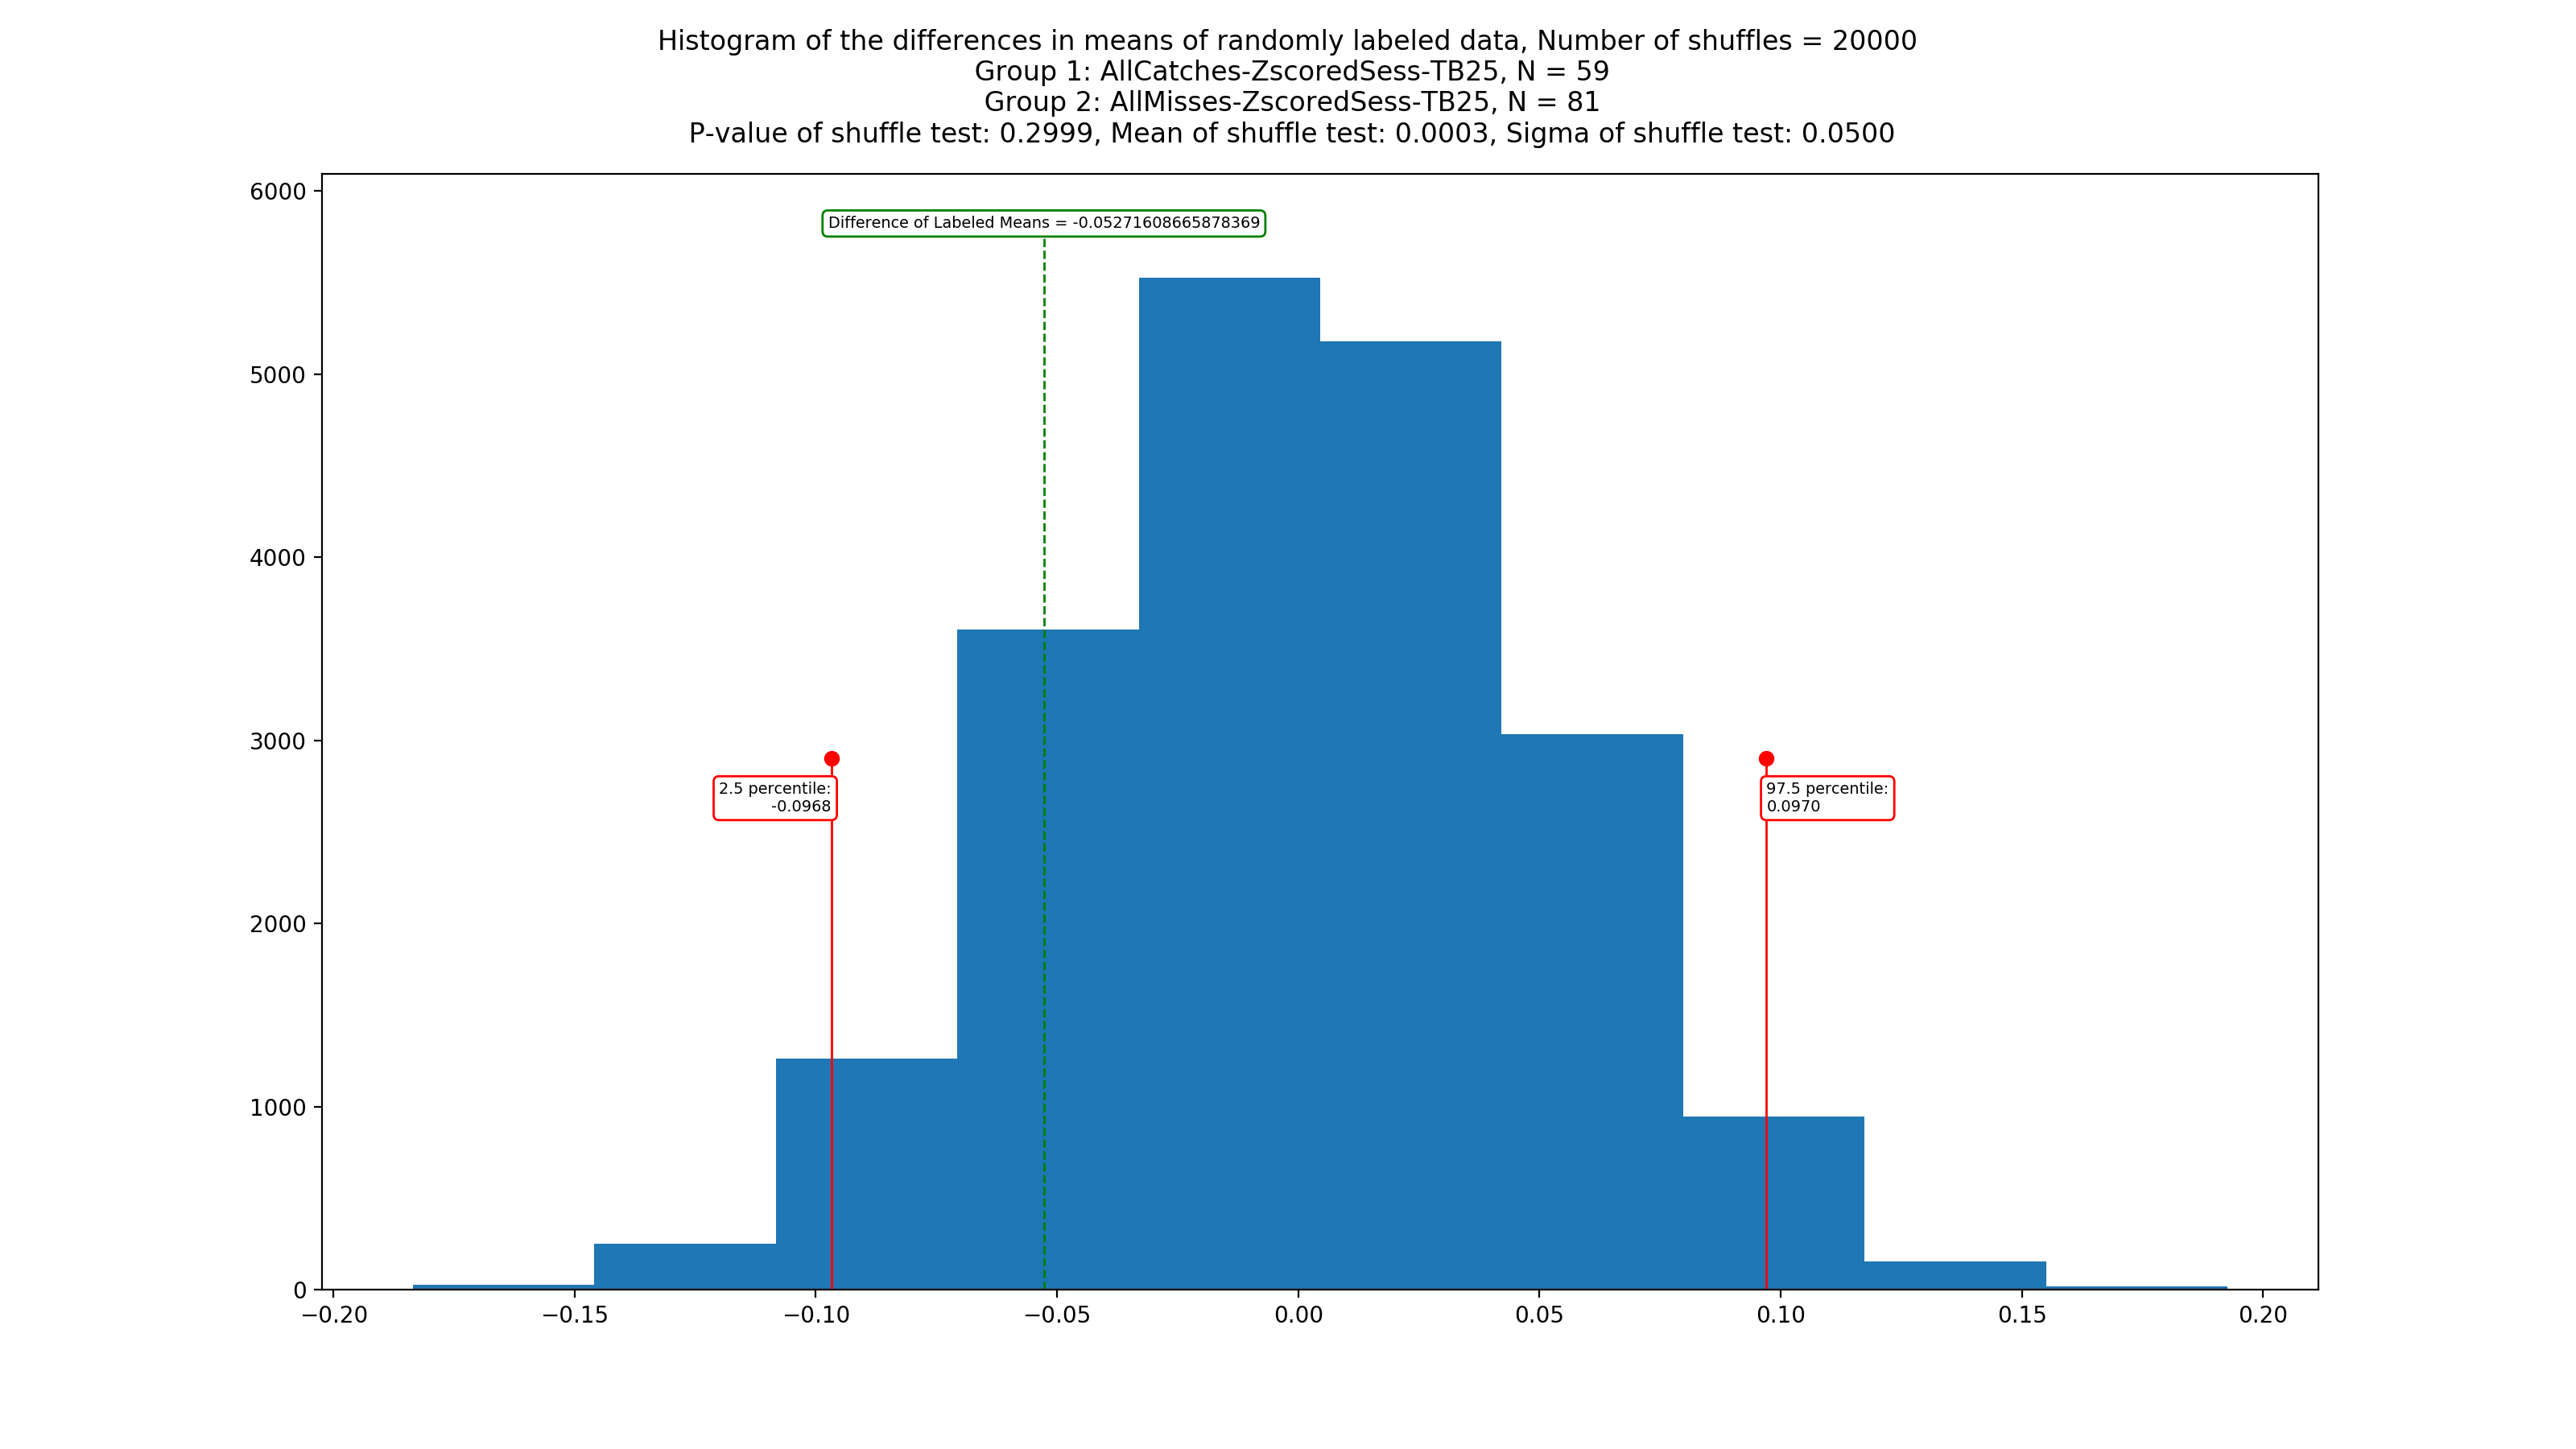 Histogram of the differences in means of randomly labeled data, Number of shuffles = 20000
Group 1: AllCatches-ZscoredSess-TB25, N = 59
Group 2: AllMisses-ZscoredSess-TB25, N = 81
P-value of shuffle test: 0.2999, Mean of shuffle test: 0.0003, Sigma of shuffle test: 0.0500
6000
Difference of Labeled Means = -0.05271608665878369
5000
4000
3000
2.5 percentile:
-0.0968
97.5 percentile:
0.0970
2000
1000
0
−0.20 −0.15 −0.10 −0.05 0.00 0.05 0.10 0.15 0.20